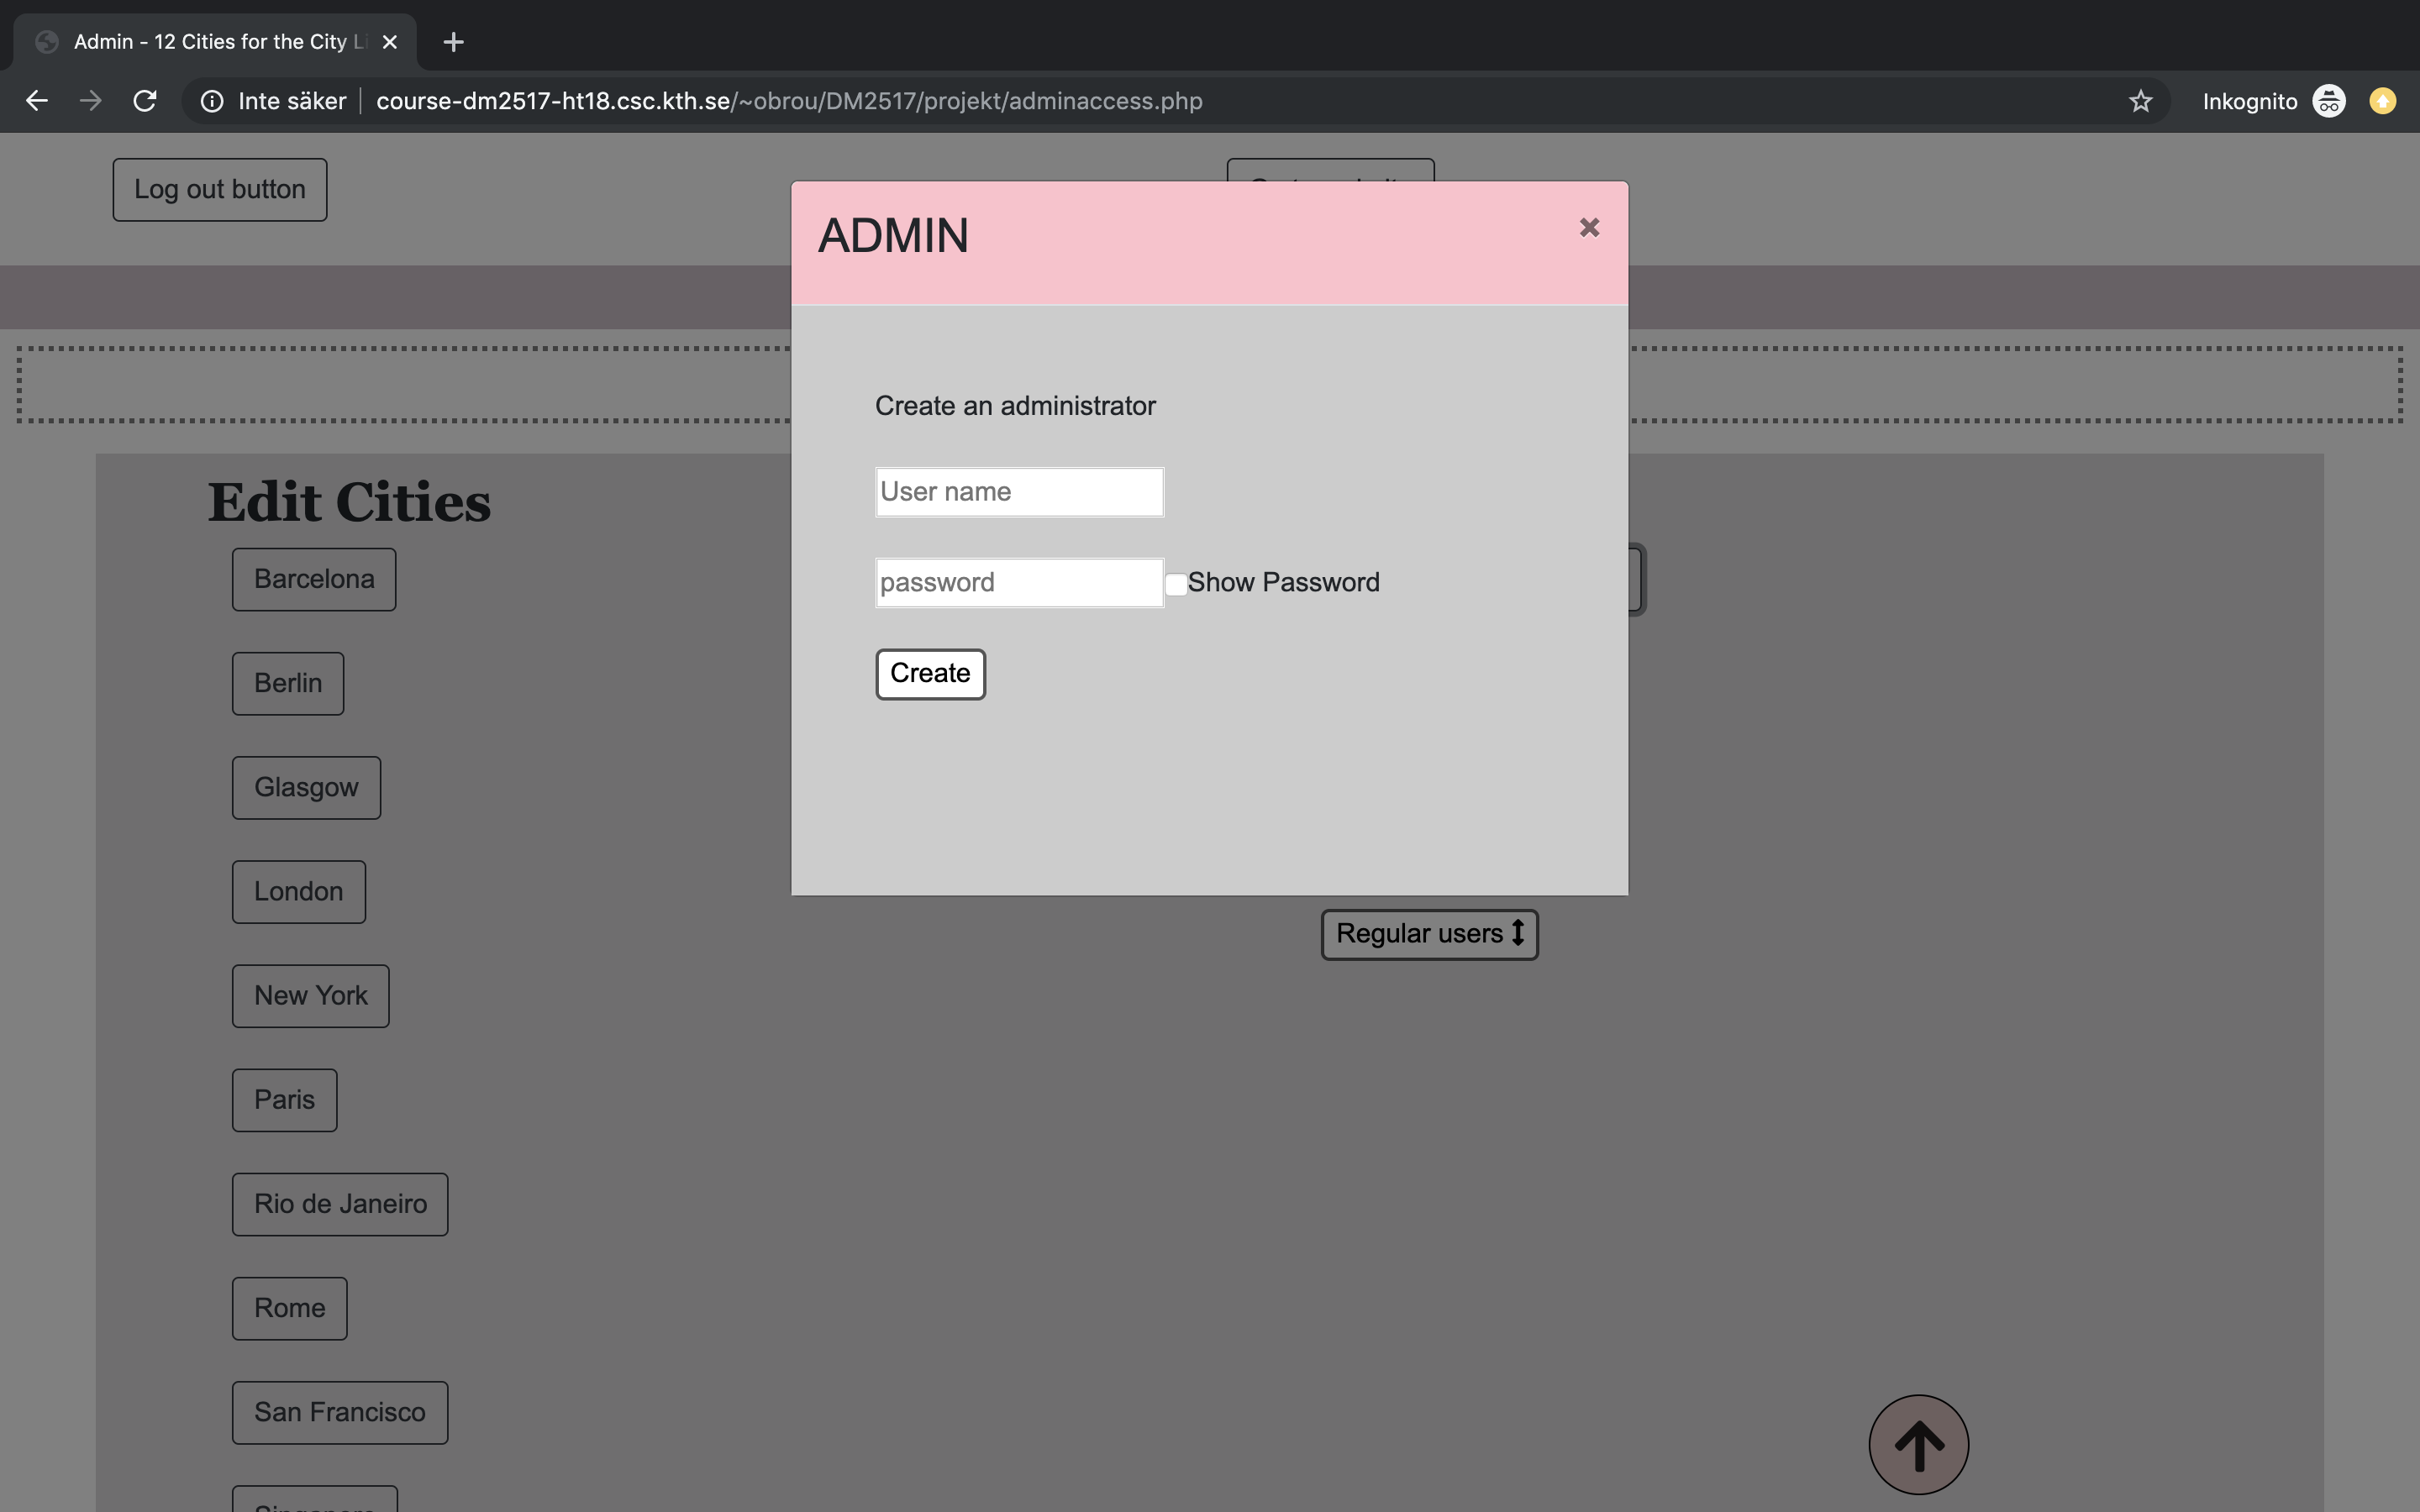 Admin - 12 Cities for the City Li
Inte säker course-dm2517-ht18.csc.kth.se/~obrou/DM2517/projekt/adminaccess.php Inkognito
Log out button
ADMIN
Create an administrator
User name
password Show Password
Create
Edit Cities
Barcelona
Berlin
Glasgow
London
Regular users
New York
Paris
Rio de Janeiro
Rome
San Francisco